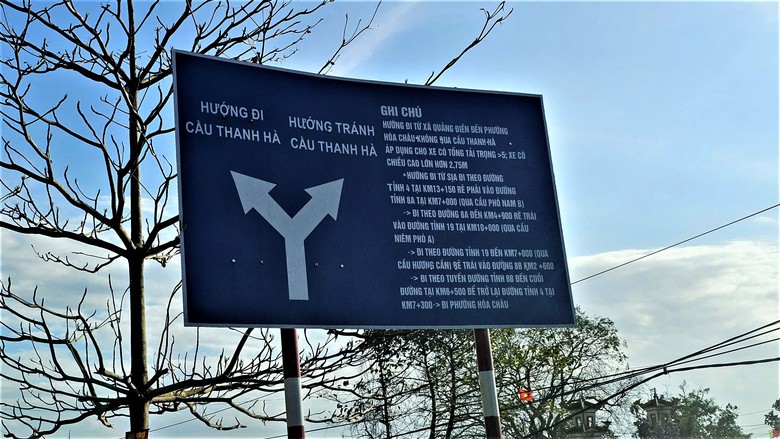 HƯỚNG ĐI
CẦU THANH HÀ
HƯỚNG TRÁNH
CẦU THANH HÀ
GHI CHÚ
HƯỚNG ĐI TỪ XÃ QUẢNG ĐIỀN ĐẾN PHƯỜNG
HÓA CHÂU KHÔNG QUA CẦU THANH HÀ
ÁP DỤNG CHO XE CÓ TỔNG TẢI TRỌNG >5; XE CÓ
CHIỀU CAO LỚN HƠN 2,75M
+HƯỚNG ĐI TỪ SỊA ĐI THEO ĐƯỜNG
TỈNH 4 TẠI KM13+150 RẼ PHẢI VÀO ĐƯỜNG
TỈNH 8A TẠI KM7+000 (QUA CẦU PHÔ NAM B)
-> ĐI THEO ĐƯỜNG 8A ĐẾN KM4+900 RẼ TRÁI
VÀO ĐƯỜNG TỈNH 19 TẠI KM10+000 (QUA CẦU
NIÊM PHÒ A)
-> ĐI THEO ĐƯỜNG TỈNH 19 ĐẾN KM7+000 (QUA
CẦU HƯƠNG CẦN) RẼ TRÁI VÀO ĐƯỜNG 8B KM2 +600
-> ĐI THEO TUYẾN ĐƯỜNG TỈNH 8B ĐẾN CUỐI
ĐƯỜNG TẠI KM6+500 ĐỂ TRỞ LẠI ĐƯỜNG TỈNH 4 TẠI
KM7+300-> ĐI PHƯỜNG HÓA CHÂU